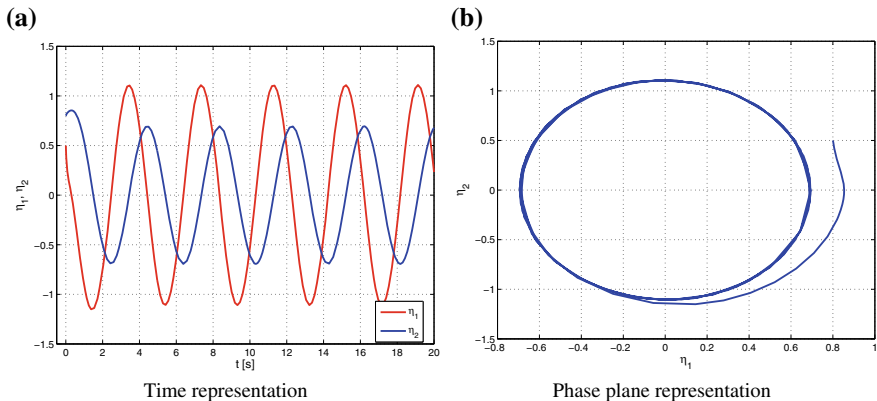 (a)
(b)
1.5
1
0.5
0
−0.5
−1
−1.5
η1, η2
0 2 4 6 8 10 12 14 16 18 20
t [s]
η1
η2
Time representation
1.5
1
0.5
0
−0.5
−1
−1.5
η2
−0.8 −0.6 −0.4 −0.2 0 0.2 0.4 0.6 0.8 1
η1
Phase plane representation